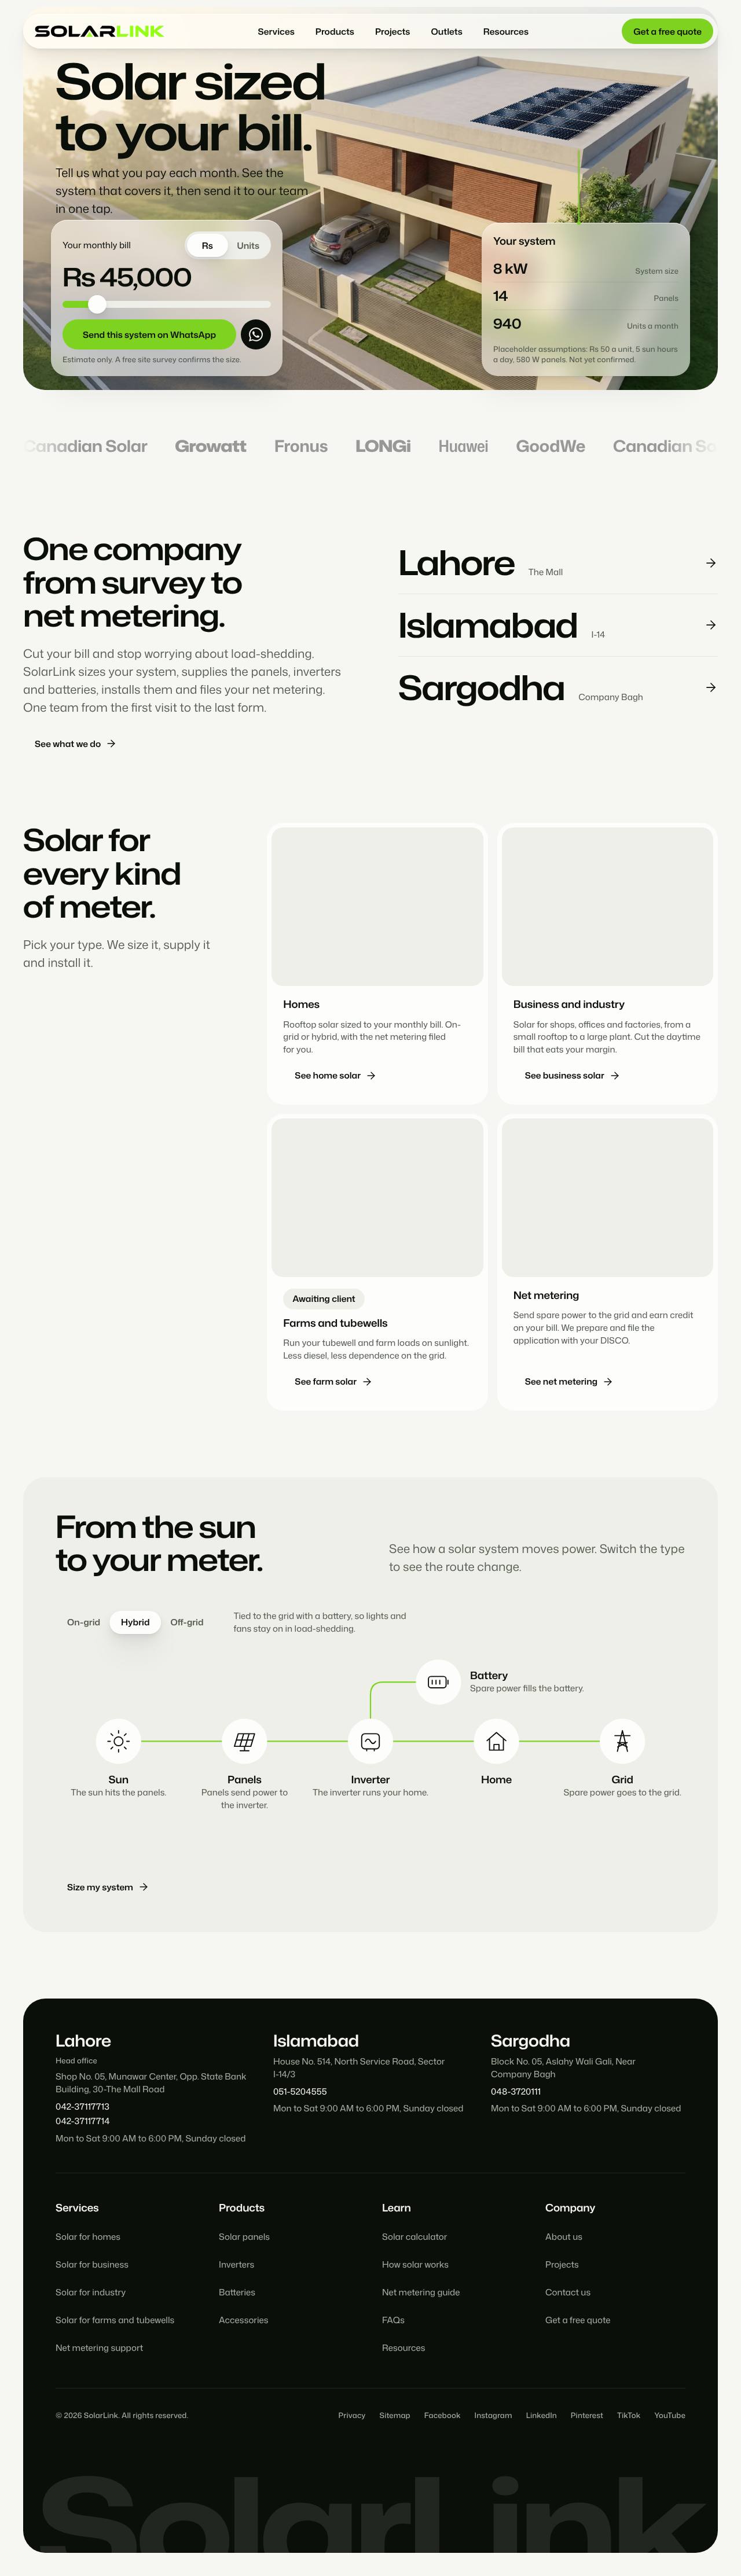 SOLARLINK
Services
Products
Projects
Outlets
Resources
Get a free quote
Solar sized
to your bill.
Tell us what you pay each month. See the
system that covers it, then send it to our team
in one tap.
Your monthly bill
Rs
Units
Rs 45,000
Send this system on WhatsApp
Estimate only. A free site survey confirms the size.
Your system
8 kW
System size
14
Panels
940
Units a month
Placeholder assumptions: Rs 50 a unit, 5 sun hours
a day, 580 W panels. Not yet confirmed.
Canadian Solar
Growatt
Fronus
LONGi
Huawei
GoodWe
Canadian So
One company
from survey to
net metering.
Cut your bill and stop worrying about load-shedding.
SolarLink sizes your system, supplies the panels, inverters
and batteries, installs them and files your net metering.
One team from the first visit to the last form.
See what we do
Lahore
The Mall
Islamabad
I-14
Sargodha
Company Bagh
Solar for
every kind
of meter.
Pick your type. We size it, supply it
and install it.
Homes
Rooftop solar sized to your monthly bill. On-
grid or hybrid, with the net metering filed
for you.
See home solar
Business and industry
Solar for shops, offices and factories, from a
small rooftop to a large plant. Cut the daytime
bill that eats your margin.
See business solar
Awaiting client
Farms and tubewells
Run your tubewell and farm loads on sunlight.
Less diesel, less dependence on the grid.
See farm solar
Net metering
Send spare power to the grid and earn credit
on your bill. We prepare and file the
application with your DISCO.
See net metering
From the sun
to your meter.
See how a solar system moves power. Switch the type
to see the route change.
On-grid
Hybrid
Off-grid
Tied to the grid with a battery, so lights and
fans stay on in load-shedding.
Battery
Spare power fills the battery.
Sun
The sun hits the panels.
Panels
Panels send power to
the inverter.
Inverter
The inverter runs your home.
Home
Grid
Spare power goes to the grid.
Size my system
Lahore
Head office
Shop No. 05, Munawar Center, Opp. State Bank
Building, 30-The Mall Road
042-37117713
042-37117714
Mon to Sat 9:00 AM to 6:00 PM, Sunday closed
Islamabad
House No. 514, North Service Road, Sector
I-14/3
051-5204555
Mon to Sat 9:00 AM to 6:00 PM, Sunday closed
Sargodha
Block No. 05, Aslahy Wali Gali, Near
Company Bagh
048-3720111
Mon to Sat 9:00 AM to 6:00 PM, Sunday closed
Services
Solar for homes
Solar for business
Solar for industry
Solar for farms and tubewells
Net metering support
Products
Solar panels
Inverters
Batteries
Accessories
Learn
Solar calculator
How solar works
Net metering guide
FAQs
Resources
Company
About us
Projects
Contact us
Get a free quote
© 2026 SolarLink. All rights reserved.
Privacy
Sitemap
Facebook
Instagram
LinkedIn
Pinterest
TikTok
YouTube
SolarLink